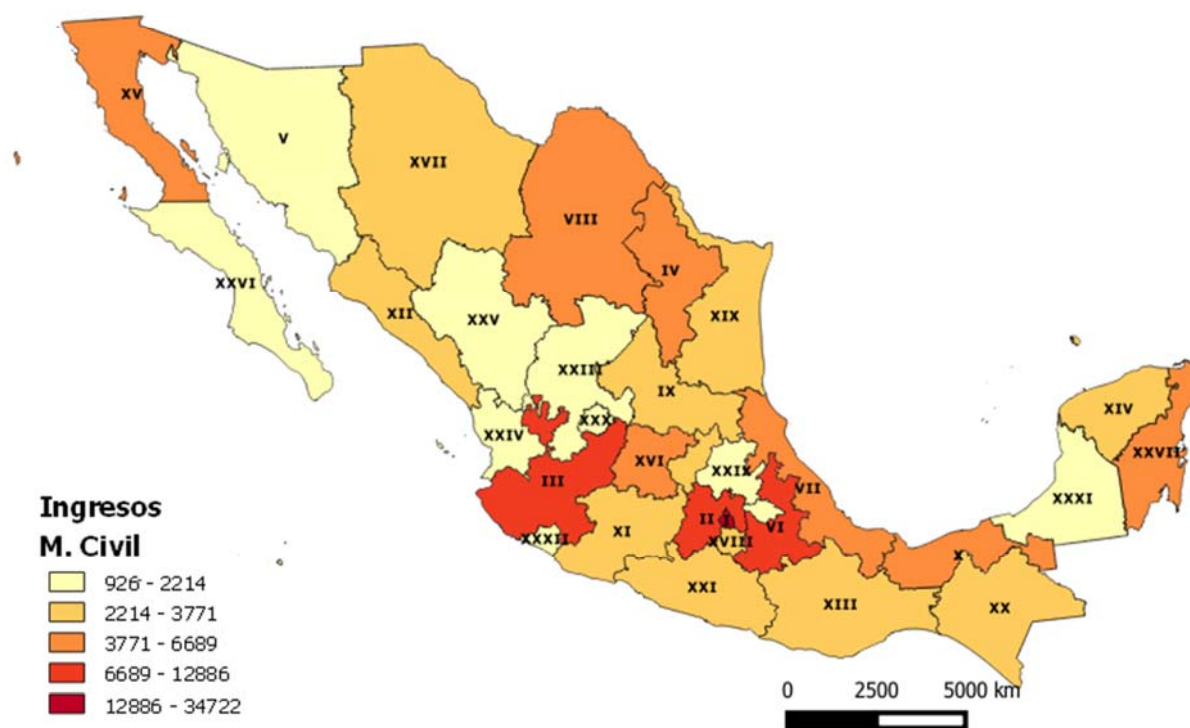 XV
V
XVII
VIII
IV
XXVI
XII
XXV
XIX
XXIII
IX
XXIV
XXX
XIV
XVI
XXIX
XXVII
III
VII
XXXI
II I
VI
XXXII
XI
XVIII
X
XXI
XIII
XX
Ingresos
M. Civil
926 - 2214
2214 - 3771
3771 - 6689
6689 - 12886
12886 - 34722
0 2500 5000 km